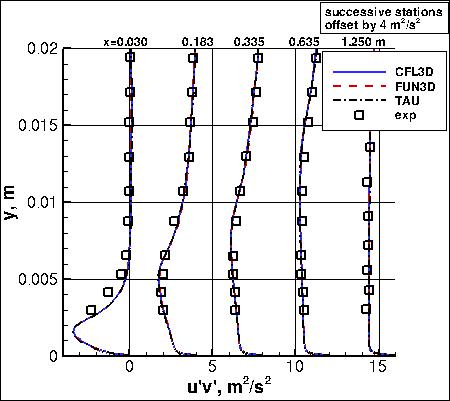 successive stations
offset by 4 m²/s²
x=0.030 0.183 0.335 0.635 1.250 m
0.02
0.015
0.01
0.005
0
y, m
CFL3D
FUN3D
TAU
exp
0 5 10 15
u'v', m²/s²